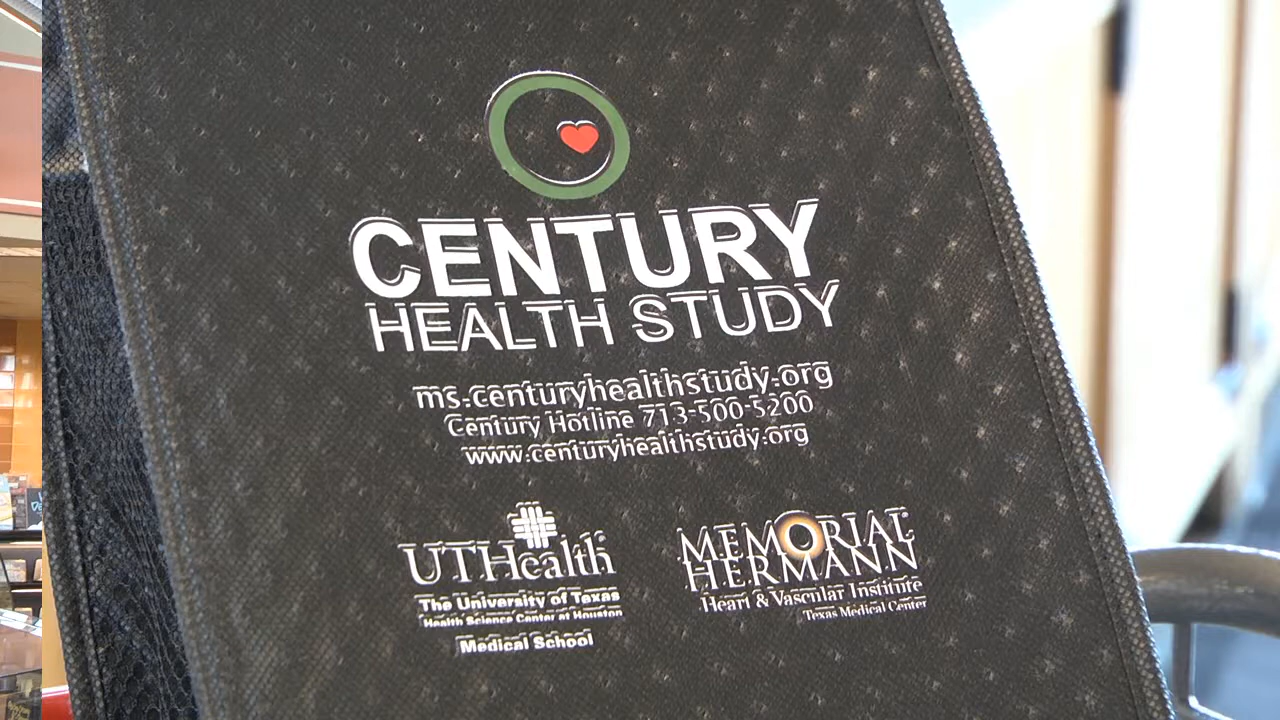 CENTURY
HEALTH STUDY
ms.centuryhealthstudy.org
Century Hotline 713-500-5200
www.centuryhealthstudy.org
UTHealth
The University of Texas
Health Science Center at Houston
Medical School
MEMORIAL
HERMANN
Heart & Vascular Institute
Texas Medical Center